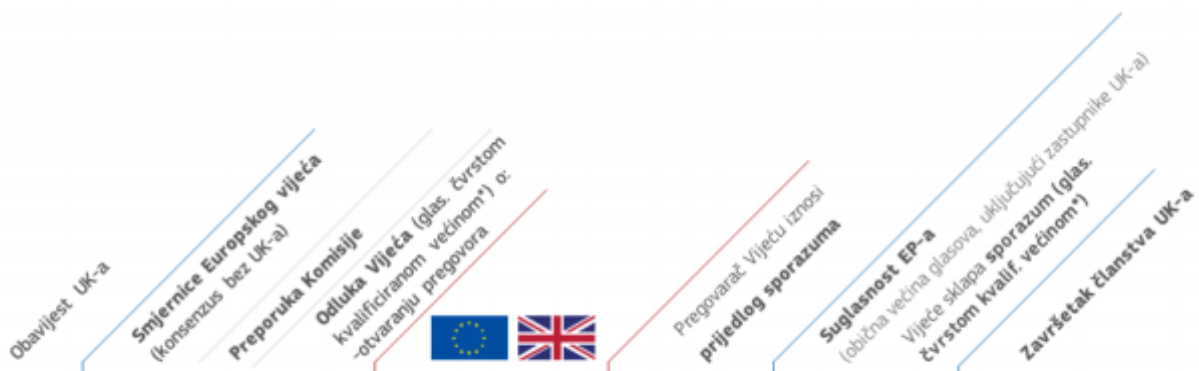 Obavijest UK-a
Smjernice Europskog vijeća
(konsenzus bez UK-a)
Preporuka Komisije
Odluka Vijeća (glas. čvrstom
kvalificiranom većinom*) o:
-otvaranju pregovora
Pregovarač Vijeću iznosi
prijedlog sporazuma
Suglasnost EP-a
(obična većina glasova, uključujući zastupnike UK-a)
Vijeće sklapa sporazum (glas.
čvrstom kvalif. većinom*)
Završetak članstva UK-a